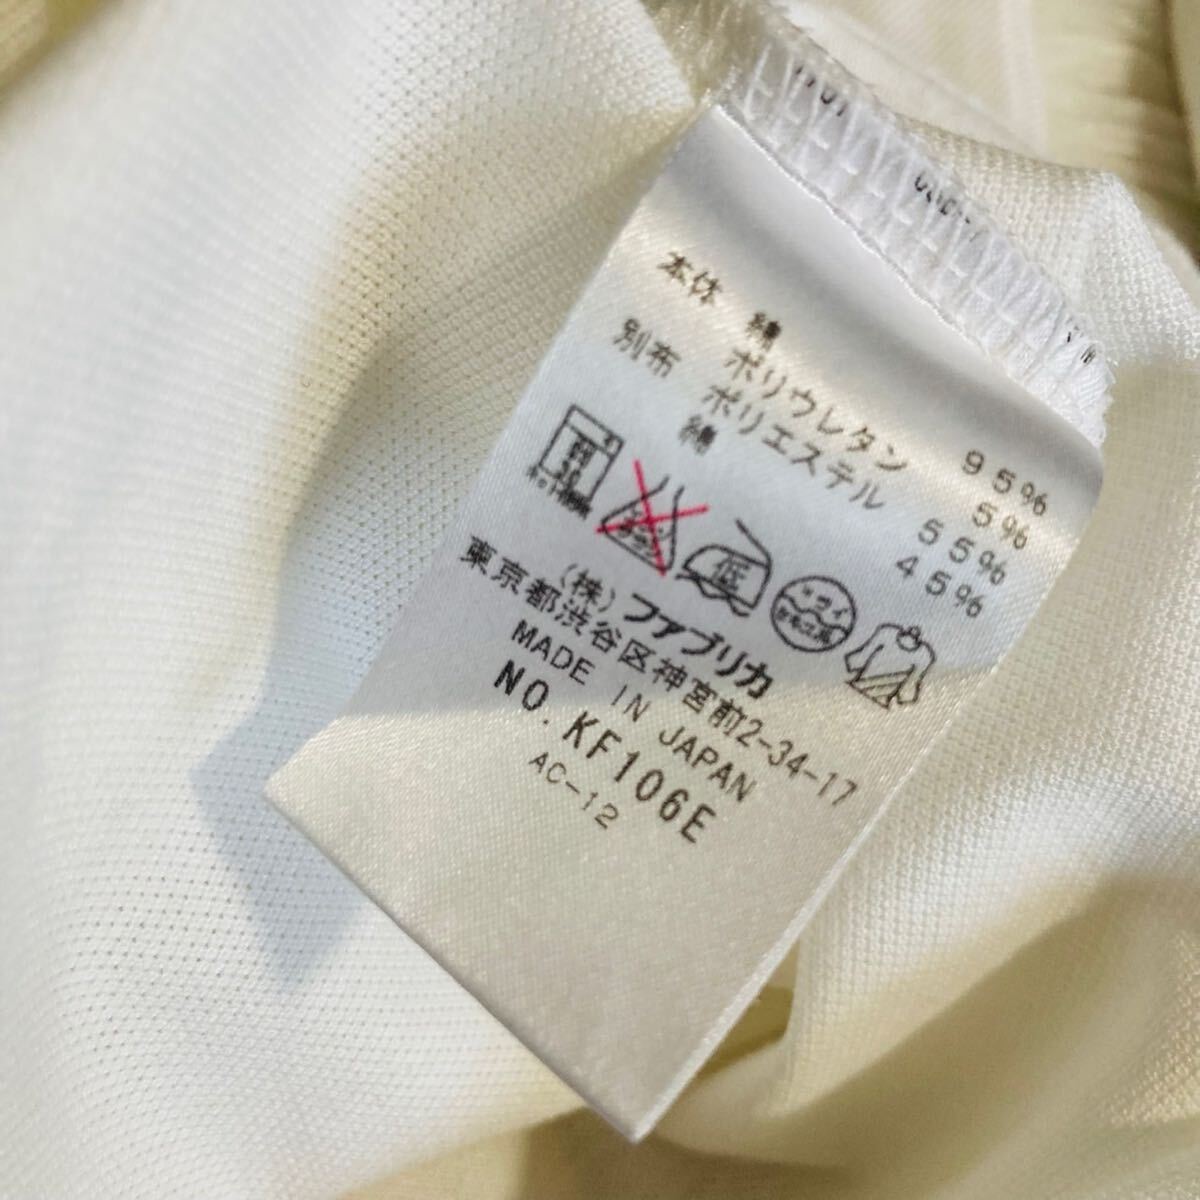 本体 綿 95%
ポリウレタン 5%
別布 ポリエステル 55%
綿 45%
低
(株)ファブリカ
東京都渋谷区神宮前2-34-17
MADE IN JAPAN
NO. KF106E
AC-12